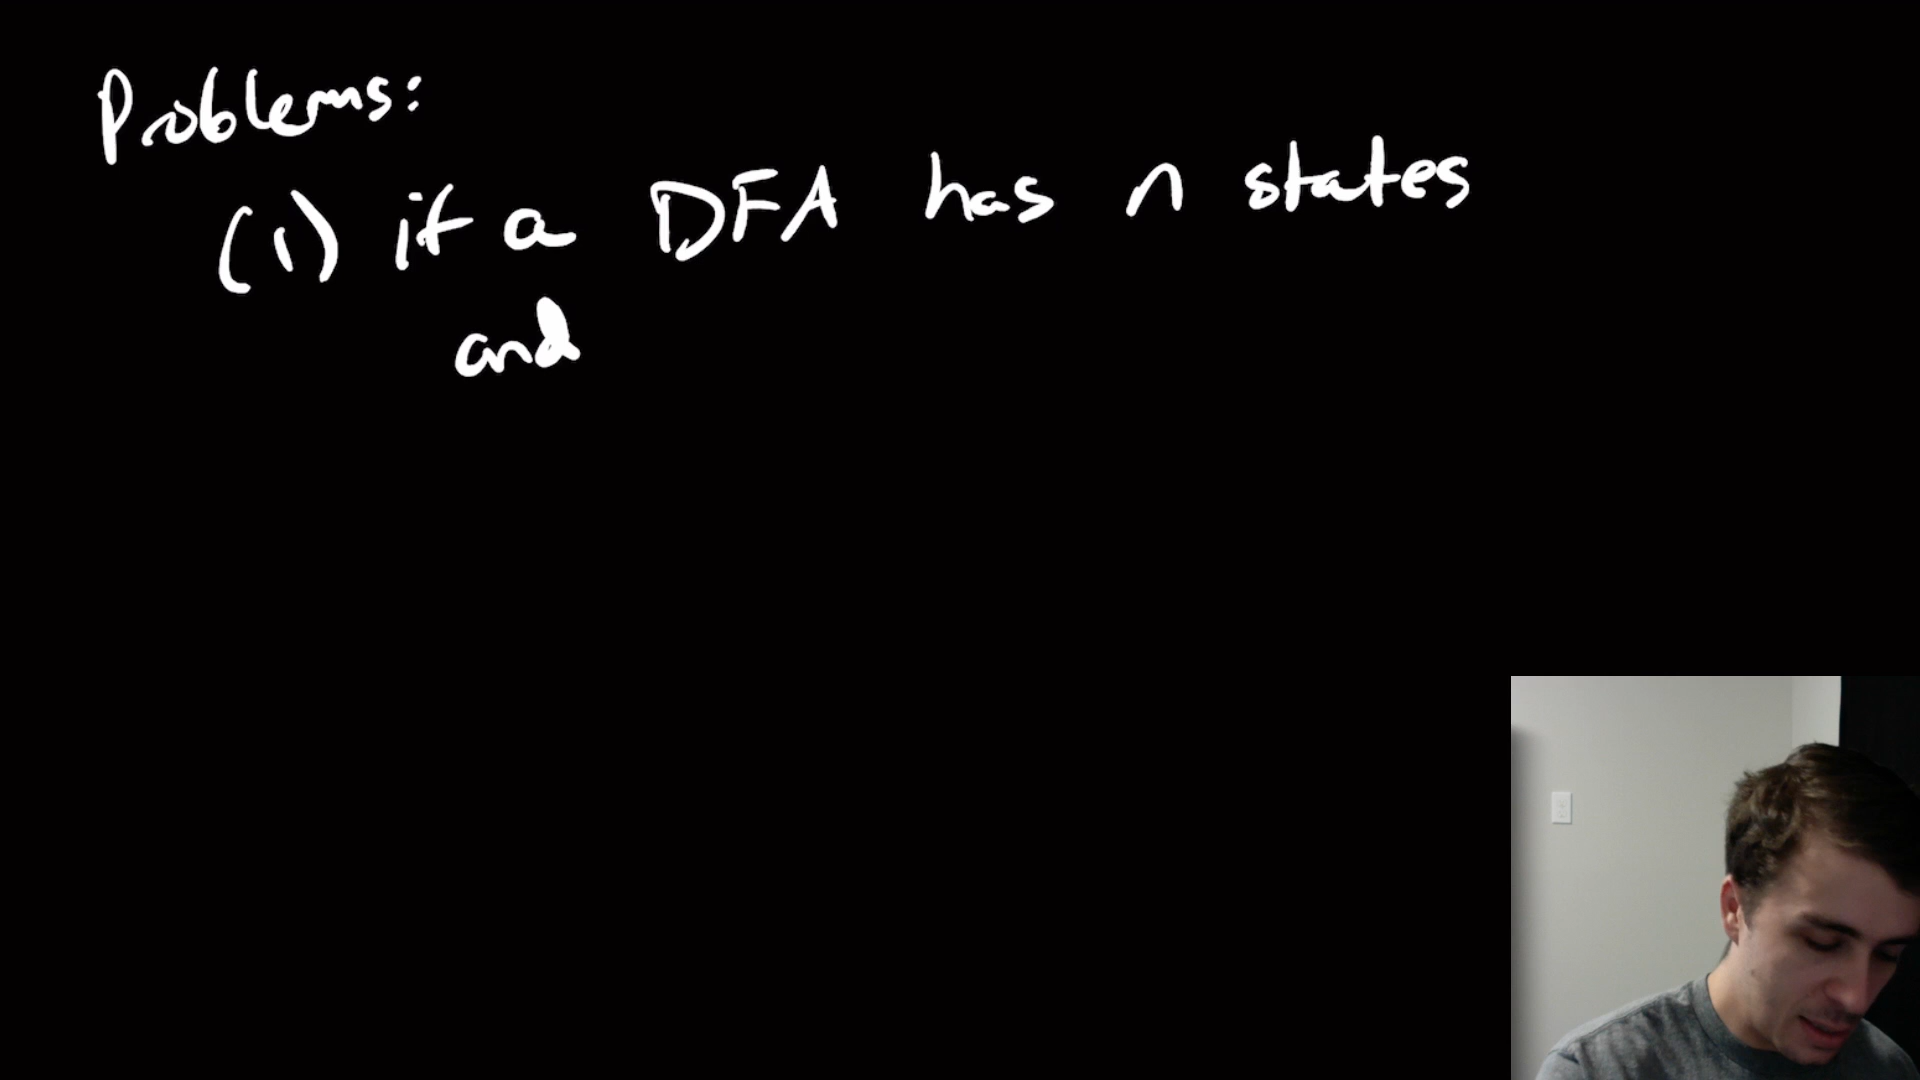 Problems:
(1) if a DFA has n states
and